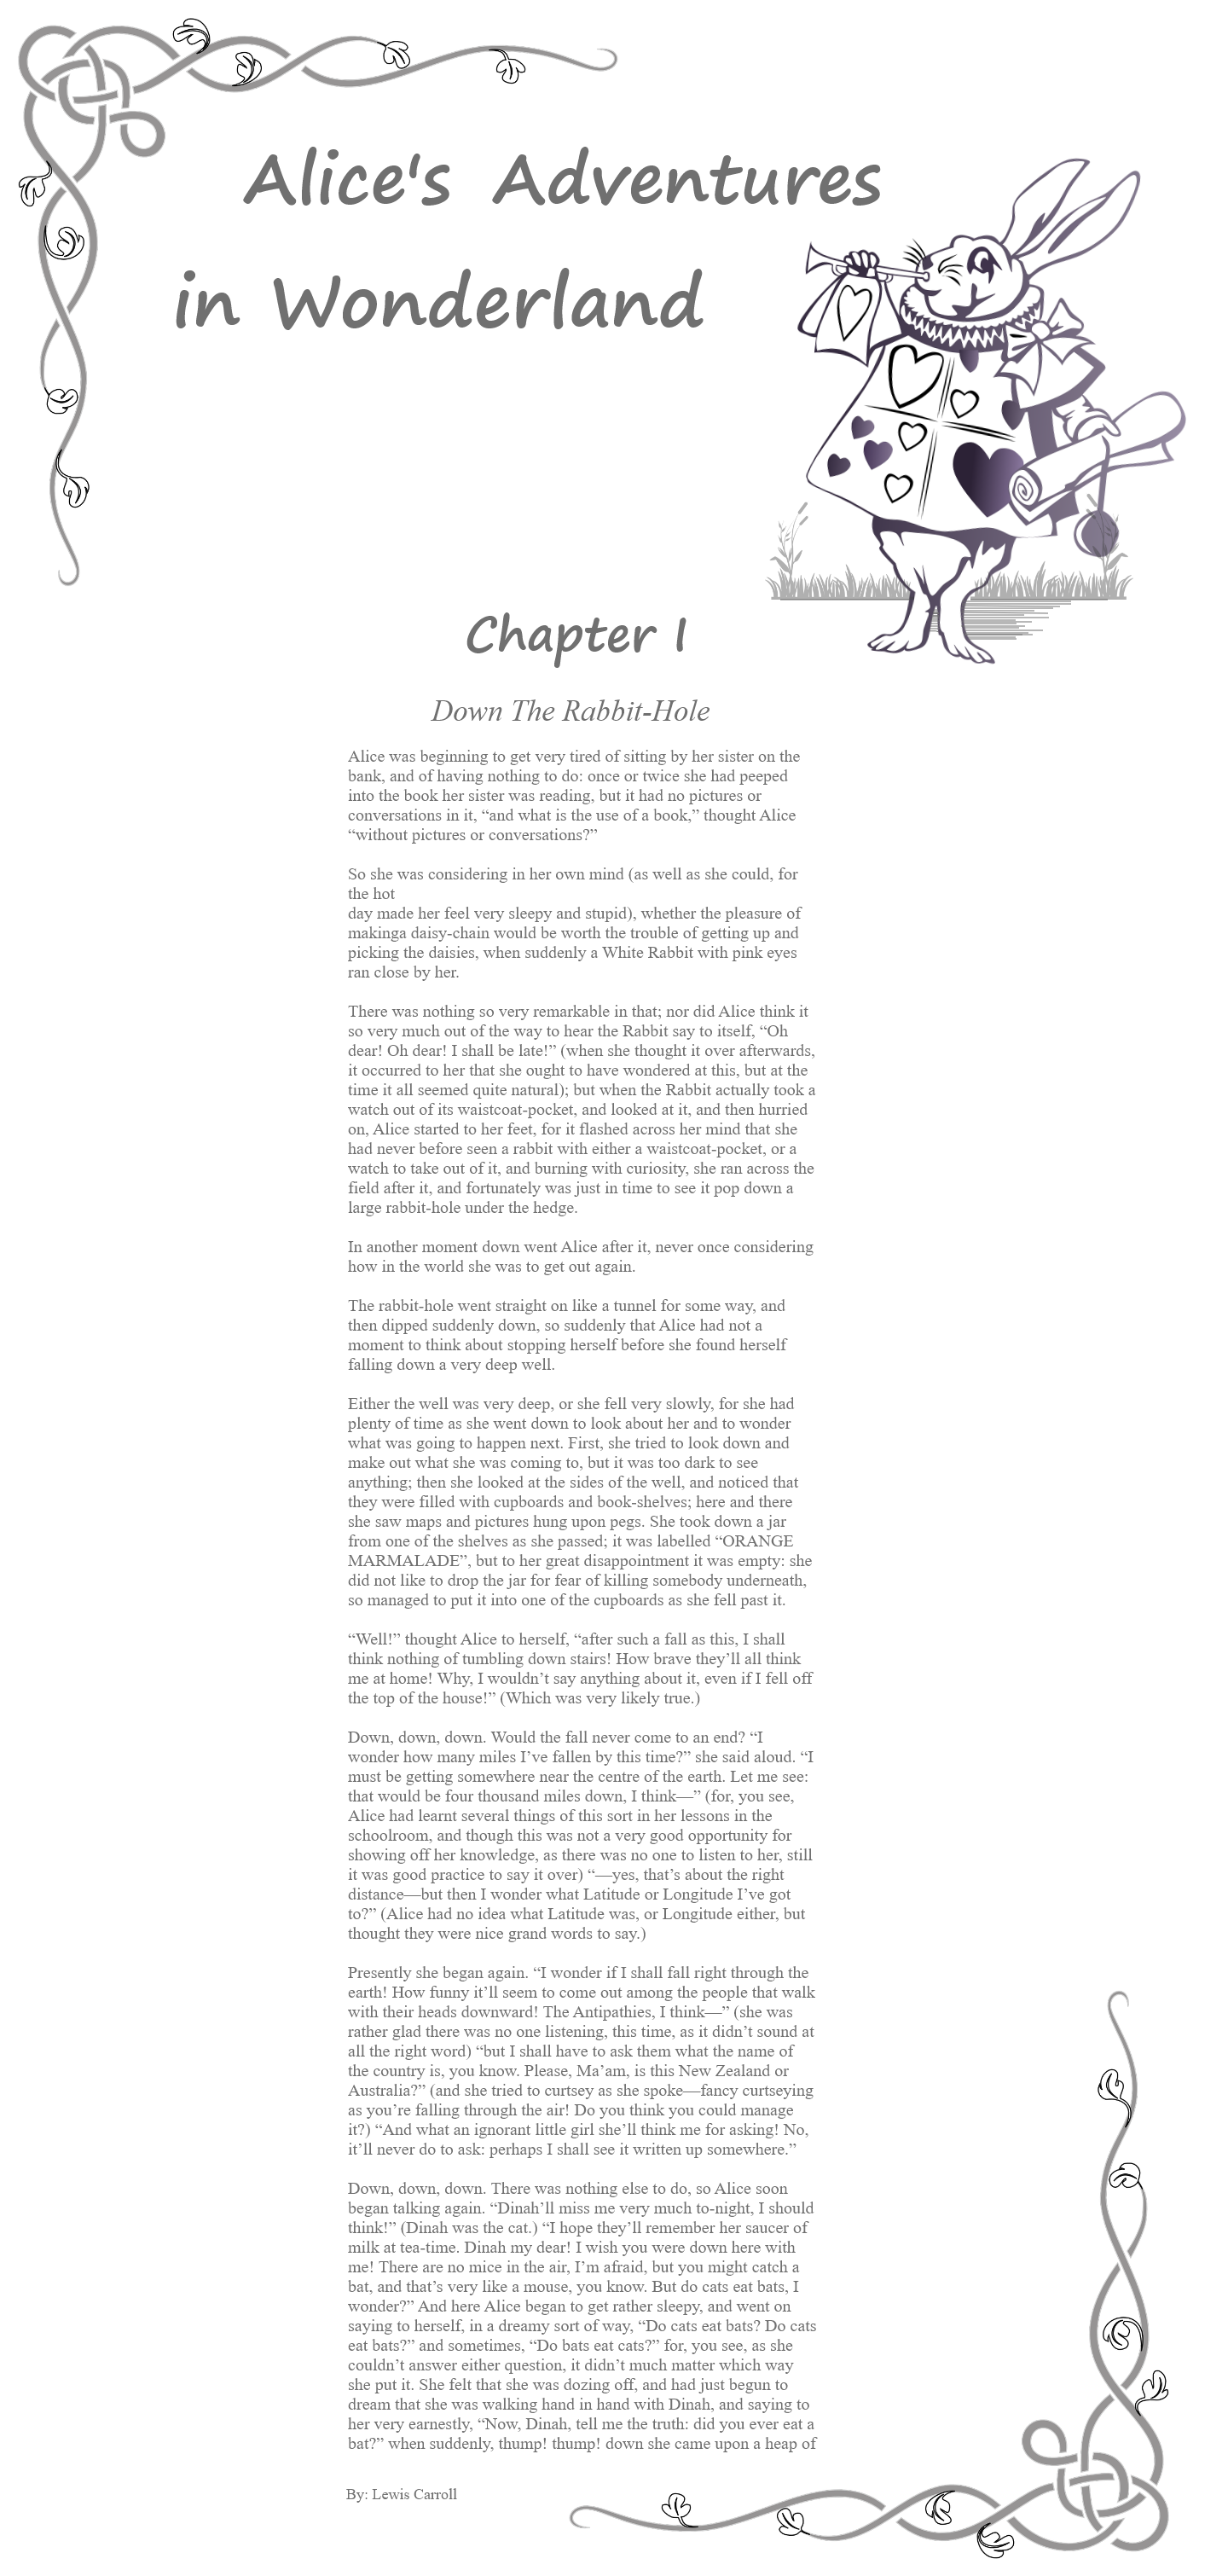 Alice's Adventures
in Wonderland
Chapter I
Down The Rabbit-Hole
Alice was beginning to get very tired of sitting by her sister on the
bank, and of having nothing to do: once or twice she had peeped
into the book her sister was reading, but it had no pictures or
conversations in it, “and what is the use of a book,” thought Alice
“without pictures or conversations?”
So she was considering in her own mind (as well as she could, for
the hot
day made her feel very sleepy and stupid), whether the pleasure of
makinga daisy-chain would be worth the trouble of getting up and
picking the daisies, when suddenly a White Rabbit with pink eyes
ran close by her.
There was nothing so very remarkable in that; nor did Alice think it
so very much out of the way to hear the Rabbit say to itself, “Oh
dear! Oh dear! I shall be late!” (when she thought it over afterwards,
it occurred to her that she ought to have wondered at this, but at the
time it all seemed quite natural); but when the Rabbit actually took a
watch out of its waistcoat-pocket, and looked at it, and then hurried
on, Alice started to her feet, for it flashed across her mind that she
had never before seen a rabbit with either a waistcoat-pocket, or a
watch to take out of it, and burning with curiosity, she ran across the
field after it, and fortunately was just in time to see it pop down a
large rabbit-hole under the hedge.
In another moment down went Alice after it, never once considering
how in the world she was to get out again.
The rabbit-hole went straight on like a tunnel for some way, and
then dipped suddenly down, so suddenly that Alice had not a
moment to think about stopping herself before she found herself
falling down a very deep well.
Either the well was very deep, or she fell very slowly, for she had
plenty of time as she went down to look about her and to wonder
what was going to happen next. First, she tried to look down and
make out what she was coming to, but it was too dark to see
anything; then she looked at the sides of the well, and noticed that
they were filled with cupboards and book-shelves; here and there
she saw maps and pictures hung upon pegs. She took down a jar
from one of the shelves as she passed; it was labelled “ORANGE
MARMALADE”, but to her great disappointment it was empty: she
did not like to drop the jar for fear of killing somebody underneath,
so managed to put it into one of the cupboards as she fell past it.
“Well!” thought Alice to herself, “after such a fall as this, I shall
think nothing of tumbling down stairs! How brave they’ll all think
me at home! Why, I wouldn’t say anything about it, even if I fell off
the top of the house!” (Which was very likely true.)
Down, down, down. Would the fall never come to an end? “I
wonder how many miles I’ve fallen by this time?” she said aloud. “I
must be getting somewhere near the centre of the earth. Let me see:
that would be four thousand miles down, I think—” (for, you see,
Alice had learnt several things of this sort in her lessons in the
schoolroom, and though this was not a very good opportunity for
showing off her knowledge, as there was no one to listen to her, still
it was good practice to say it over) “—yes, that’s about the right
distance—but then I wonder what Latitude or Longitude I’ve got
to?” (Alice had no idea what Latitude was, or Longitude either, but
thought they were nice grand words to say.)
Presently she began again. “I wonder if I shall fall right through the
earth! How funny it’ll seem to come out among the people that walk
with their heads downward! The Antipathies, I think—” (she was
rather glad there was no one listening, this time, as it didn’t sound at
all the right word) “but I shall have to ask them what the name of
the country is, you know. Please, Ma’am, is this New Zealand or
Australia?” (and she tried to curtsey as she spoke—fancy curtseying
as you’re falling through the air! Do you think you could manage
it?) “And what an ignorant little girl she’ll think me for asking! No,
it’ll never do to ask: perhaps I shall see it written up somewhere.”
Down, down, down. There was nothing else to do, so Alice soon
began talking again. “Dinah’ll miss me very much to-night, I should
think!” (Dinah was the cat.) “I hope they’ll remember her saucer of
milk at tea-time. Dinah my dear! I wish you were down here with
me! There are no mice in the air, I’m afraid, but you might catch a
bat, and that’s very like a mouse, you know. But do cats eat bats, I
wonder?” And here Alice began to get rather sleepy, and went on
saying to herself, in a dreamy sort of way, “Do cats eat bats? Do cats
eat bats?” and sometimes, “Do bats eat cats?” for, you see, as she
couldn’t answer either question, it didn’t much matter which way
she put it. She felt that she was dozing off, and had just begun to
dream that she was walking hand in hand with Dinah, and saying to
her very earnestly, “Now, Dinah, tell me the truth: did you ever eat a
bat?” when suddenly, thump! thump! down she came upon a heap of
By: Lewis Carroll